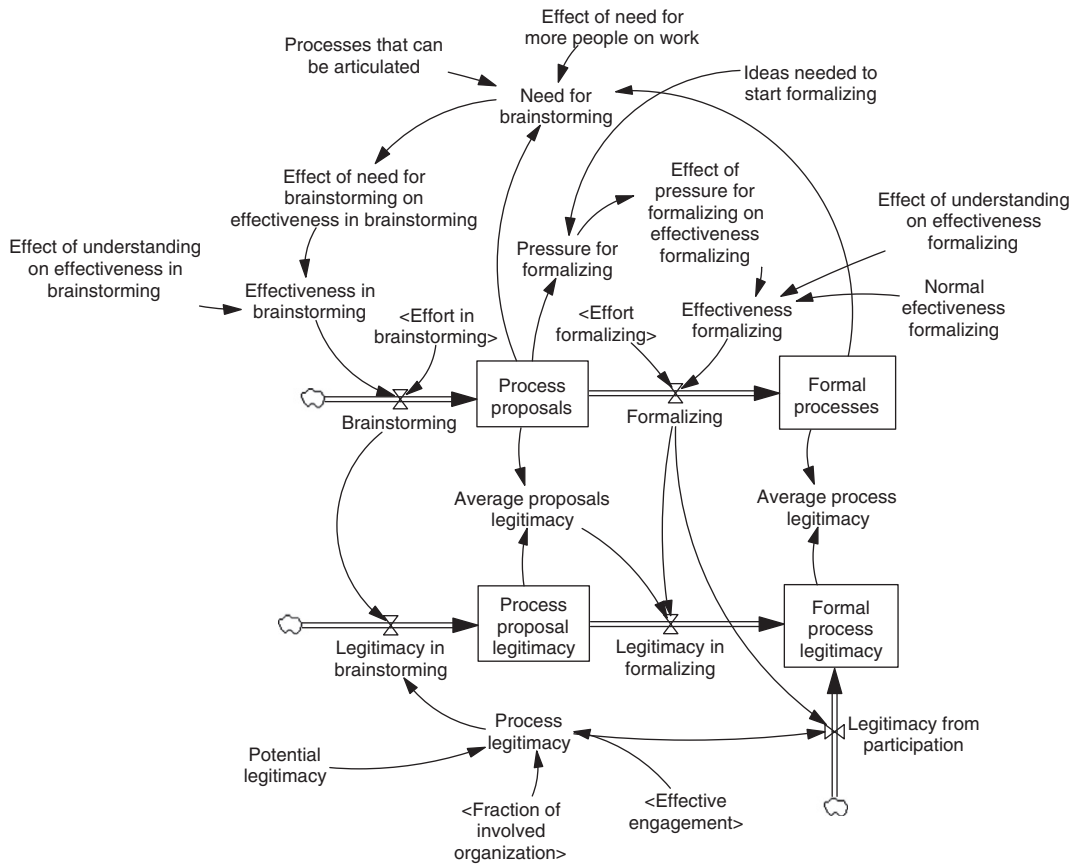 Effect of need for
more people on work
Processes that can
be articulated
Ideas needed to
start formalizing
Need for
brainstorming
Effect of need for
brainstorming on
effectiveness in brainstorming
Effect of
pressure for
formalizing on
effectiveness
formalizing
Effect of understanding
on effectiveness
formalizing
Effect of understanding
on effectiveness in
brainstorming
Pressure for
formalizing
Effectiveness in
brainstorming
<Effort in
brainstorming>
<Effort
formalizing>
Effectiveness
formalizing
Normal
efectiveness
formalizing
Process
proposals
Formal
processes
Brainstorming
Formalizing
Average proposals
legitimacy
Average process
legitimacy
Process
proposal
legitimacy
Formal
process
legitimacy
Legitimacy in
brainstorming
Legitimacy in
formalizing
Process
legitimacy
Legitimacy from
participation
Potential
legitimacy
<Fraction of
involved
organization>
<Effective
engagement>